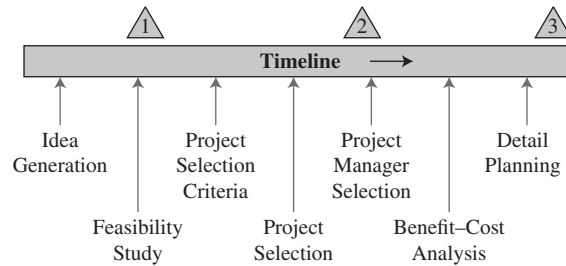 1
2
3
Timeline
Idea
Generation
Project
Selection
Criteria
Project
Manager
Selection
Detail
Planning
Feasibility
Study
Project
Selection
Benefit–Cost
Analysis